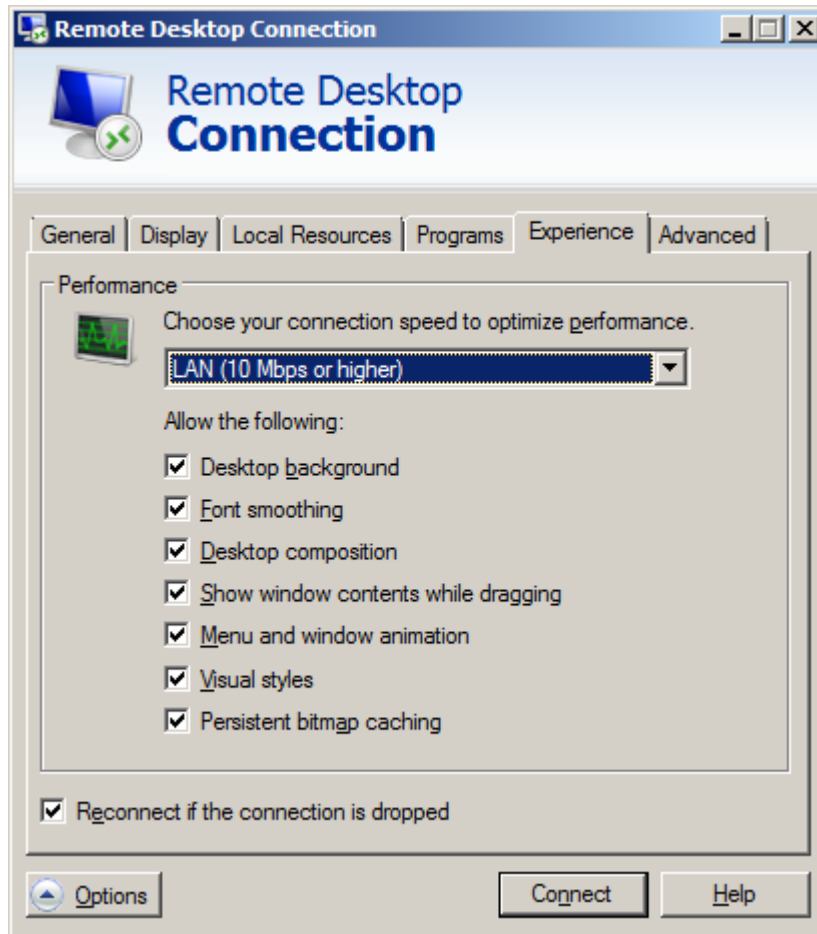 Remote Desktop Connection
Remote Desktop
Connection
General Display Local Resources Programs Experience Advanced
Performance
Choose your connection speed to optimize performance.
LAN (10 Mbps or higher)
Allow the following:
Desktop background
Font smoothing
Desktop composition
Show window contents while dragging
Menu and window animation
Visual styles
Persistent bitmap caching
Reconnect if the connection is dropped
Options Connect Help